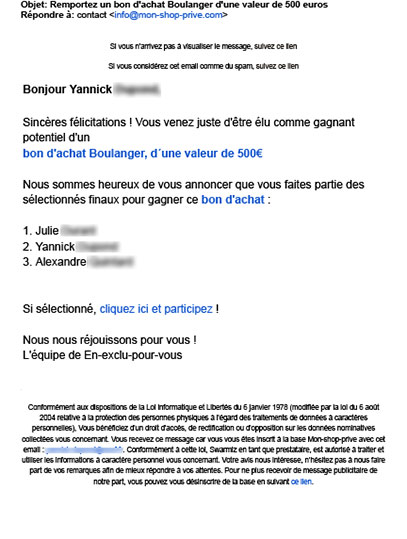 Objet: Remportez un bon d'achat Boulanger d'une valeur de 500 euros
Répondre à: contact <info@mon-shop-prive.com>
Si vous n'arrivez pas à visualiser le message, suivez ce lien
Si vous considerez cet email comme du spam, suivez ce lien
Bonjour Yannick
Sincères félicitations ! Vous venez juste d'être élu comme gagnant
potentiel d'un
bon d'achat Boulanger, d´une valeur de 500€
Nous sommes heureux de vous annoncer que vous faites partie des
sélectionnés finaux pour gagner ce bon d'achat :
1. Julie
2. Yannick
3. Alexandre
Si sélectionné, cliquez ici et participez !
Nous nous réjouissons pour vous !
L'équipe de En-exclu-pour-vous
Conformément aux dispositions de la Loi Informatique et Libertés du 6 janvier 1978 (modifiée par la loi du 6 août
2004 relative à la protection des personnes physiques à l'égard des traitements de données à caractères
personnelles), Vous bénéficiez d'un droit d'accès, de rectification ou d'opposition sur les données nominatives
collectées vous concernant. Vous recevez ce message car vous vous êtes inscrit à la base Mon-shop-prive avec cet
email : . Conformément à cette loi, Swarmiz en tant que prestataire, est autorisé à traiter et
utiliser les informations à caractère personnel vous concernant. Votre avis nous intéresse, n'hésitez pas à nous faire
part de vos remarques afin de mieux répondre à vos attentes. Pour ne plus recevoir de message publicitaire de
notre part, vous pouvez vous désinscrire de la base en suivant ce lien.